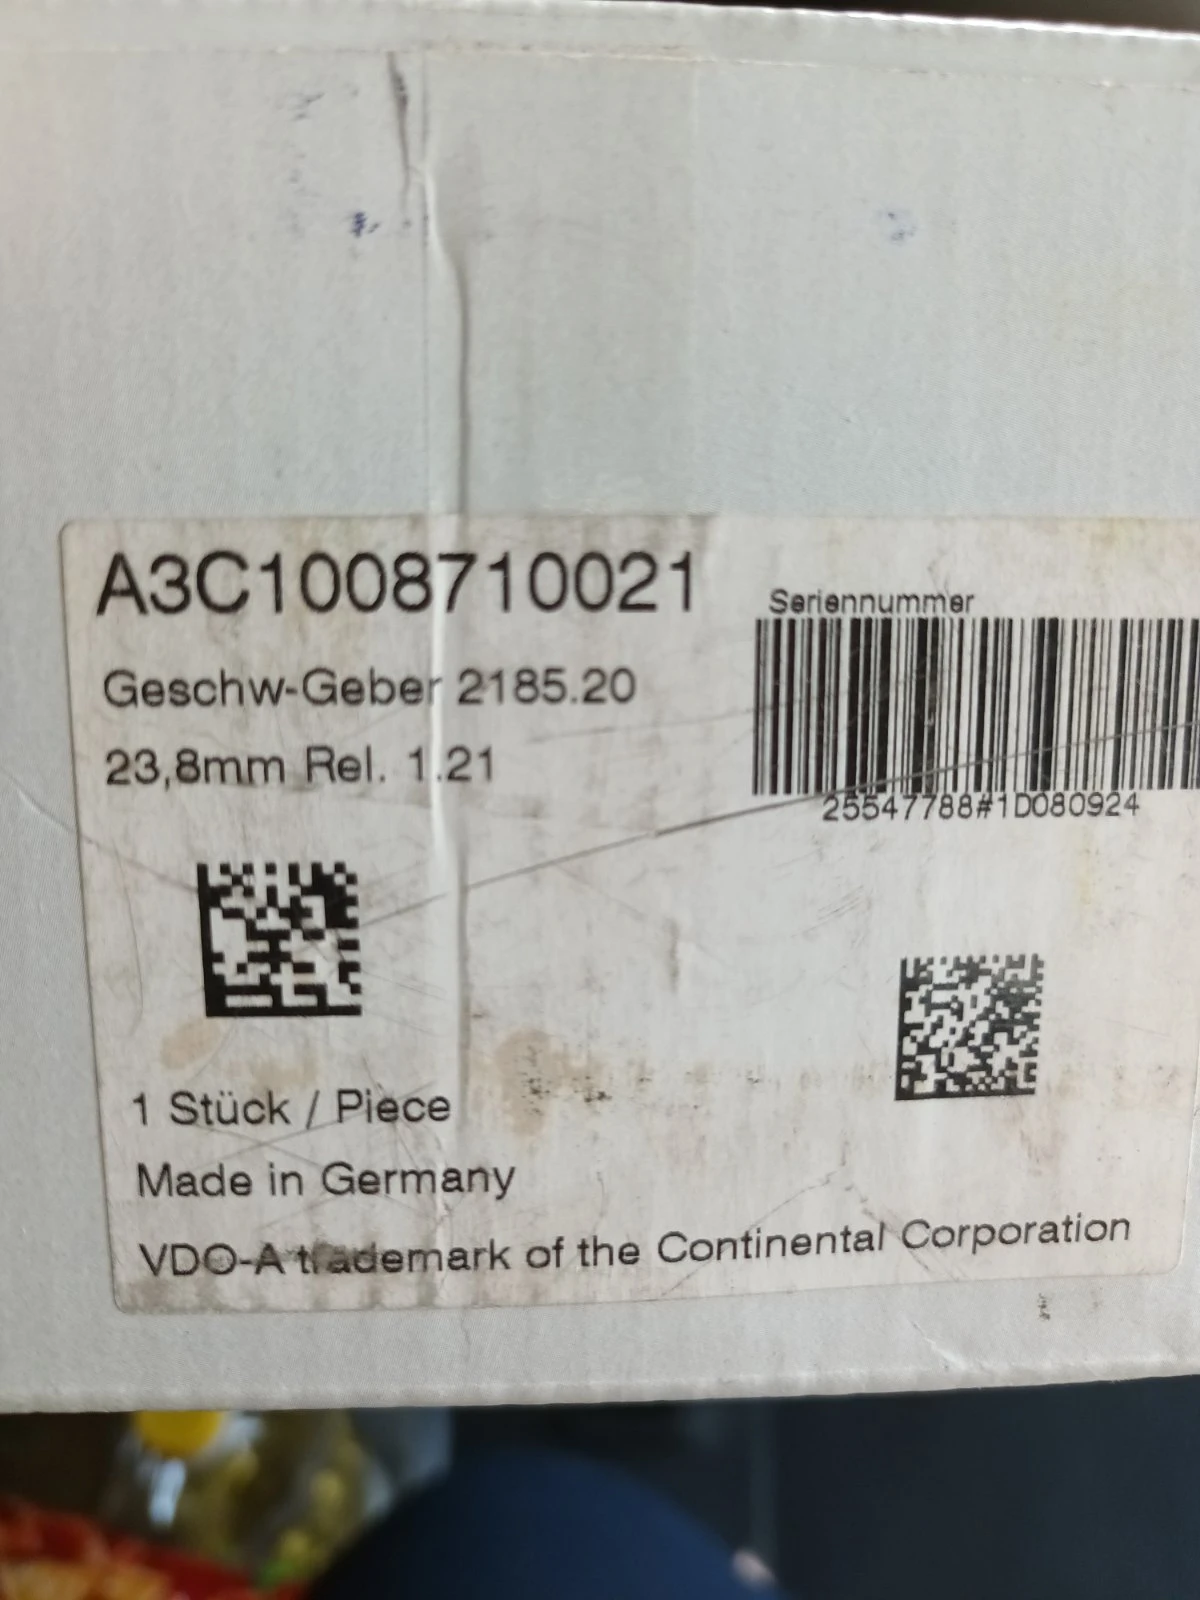 A3C1008710021
Geschw-Geber 2185.20
23,8mm Rel. 1.21
Seriennummer
25547788#1D080924
1 Stück / Piece
Made in Germany
VDO-A trademark of the Continental Corporation